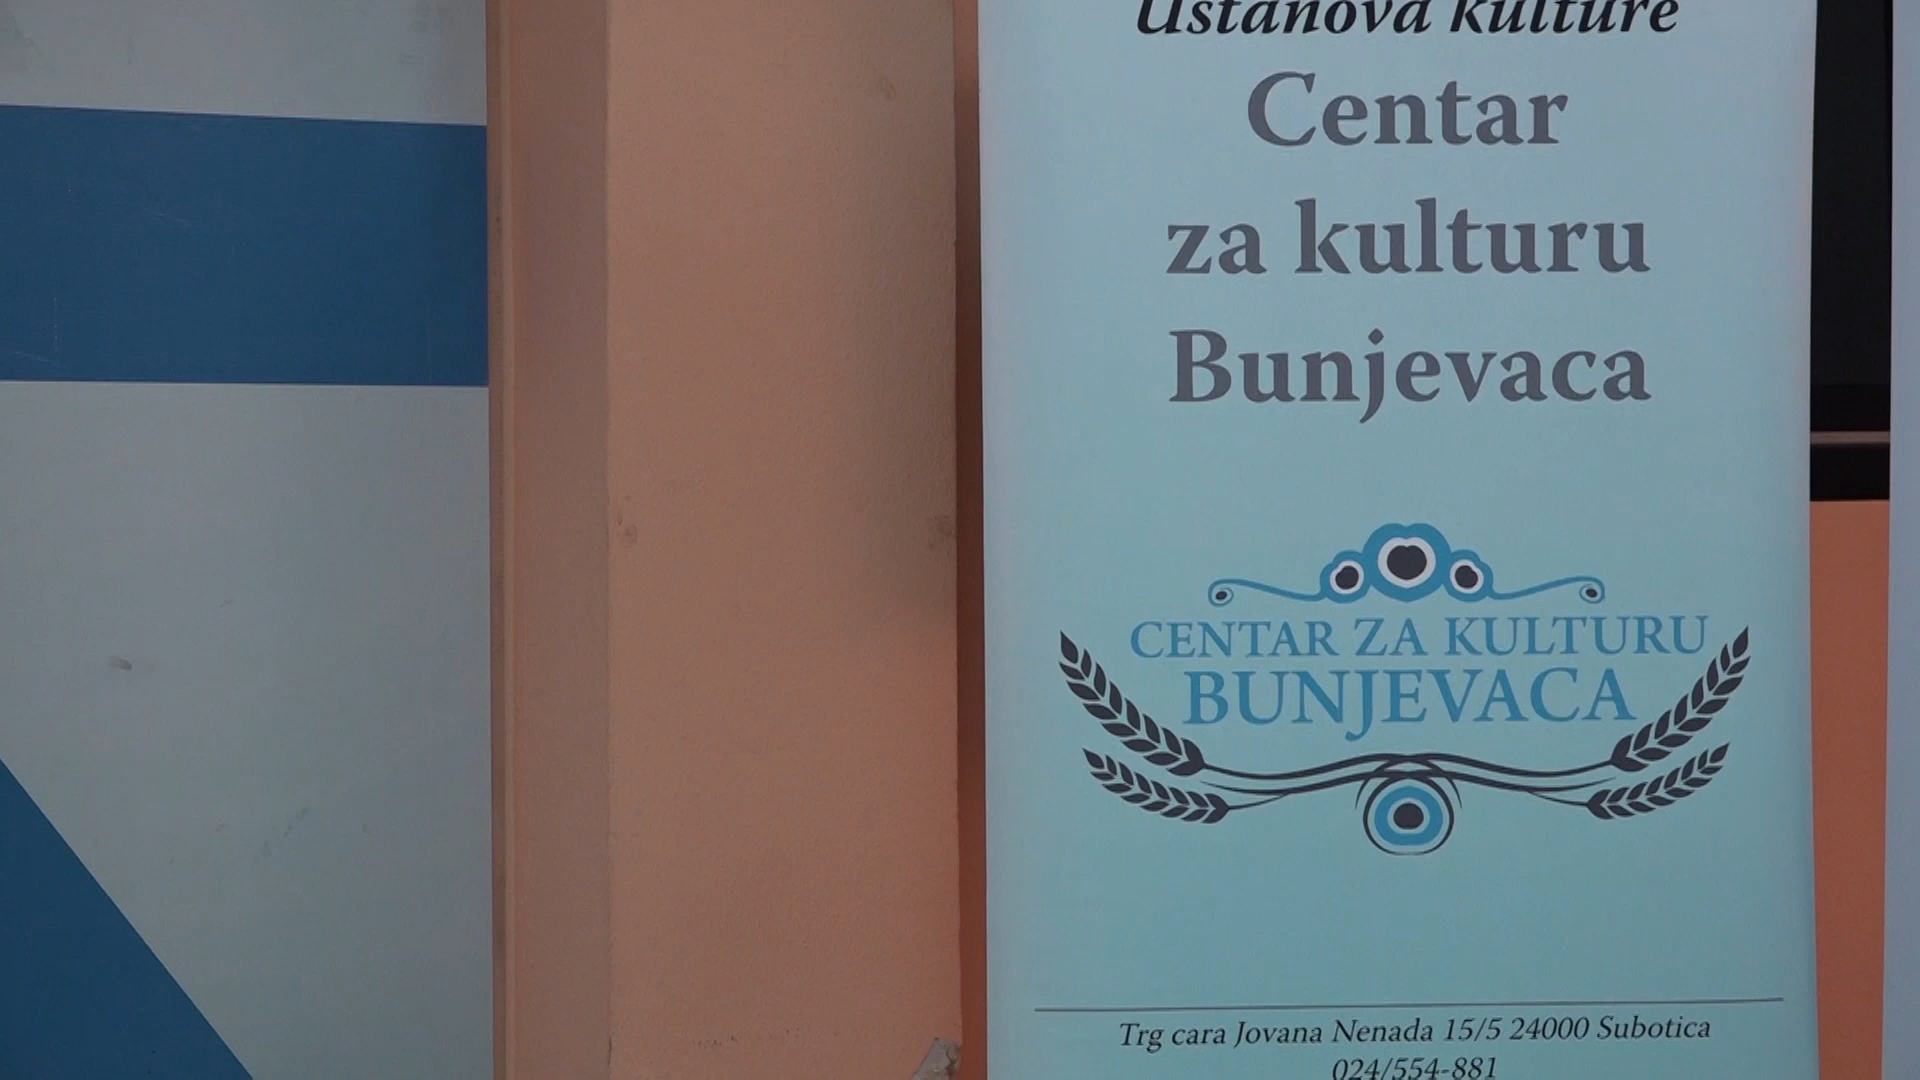 Ustanova kulture
Centar
za kulturu
Bunjevaca
CENTAR ZA KULTURU
BUNJEVACA
Trg cara Jovana Nenada 15/5 24000 Subotica
024/554-881